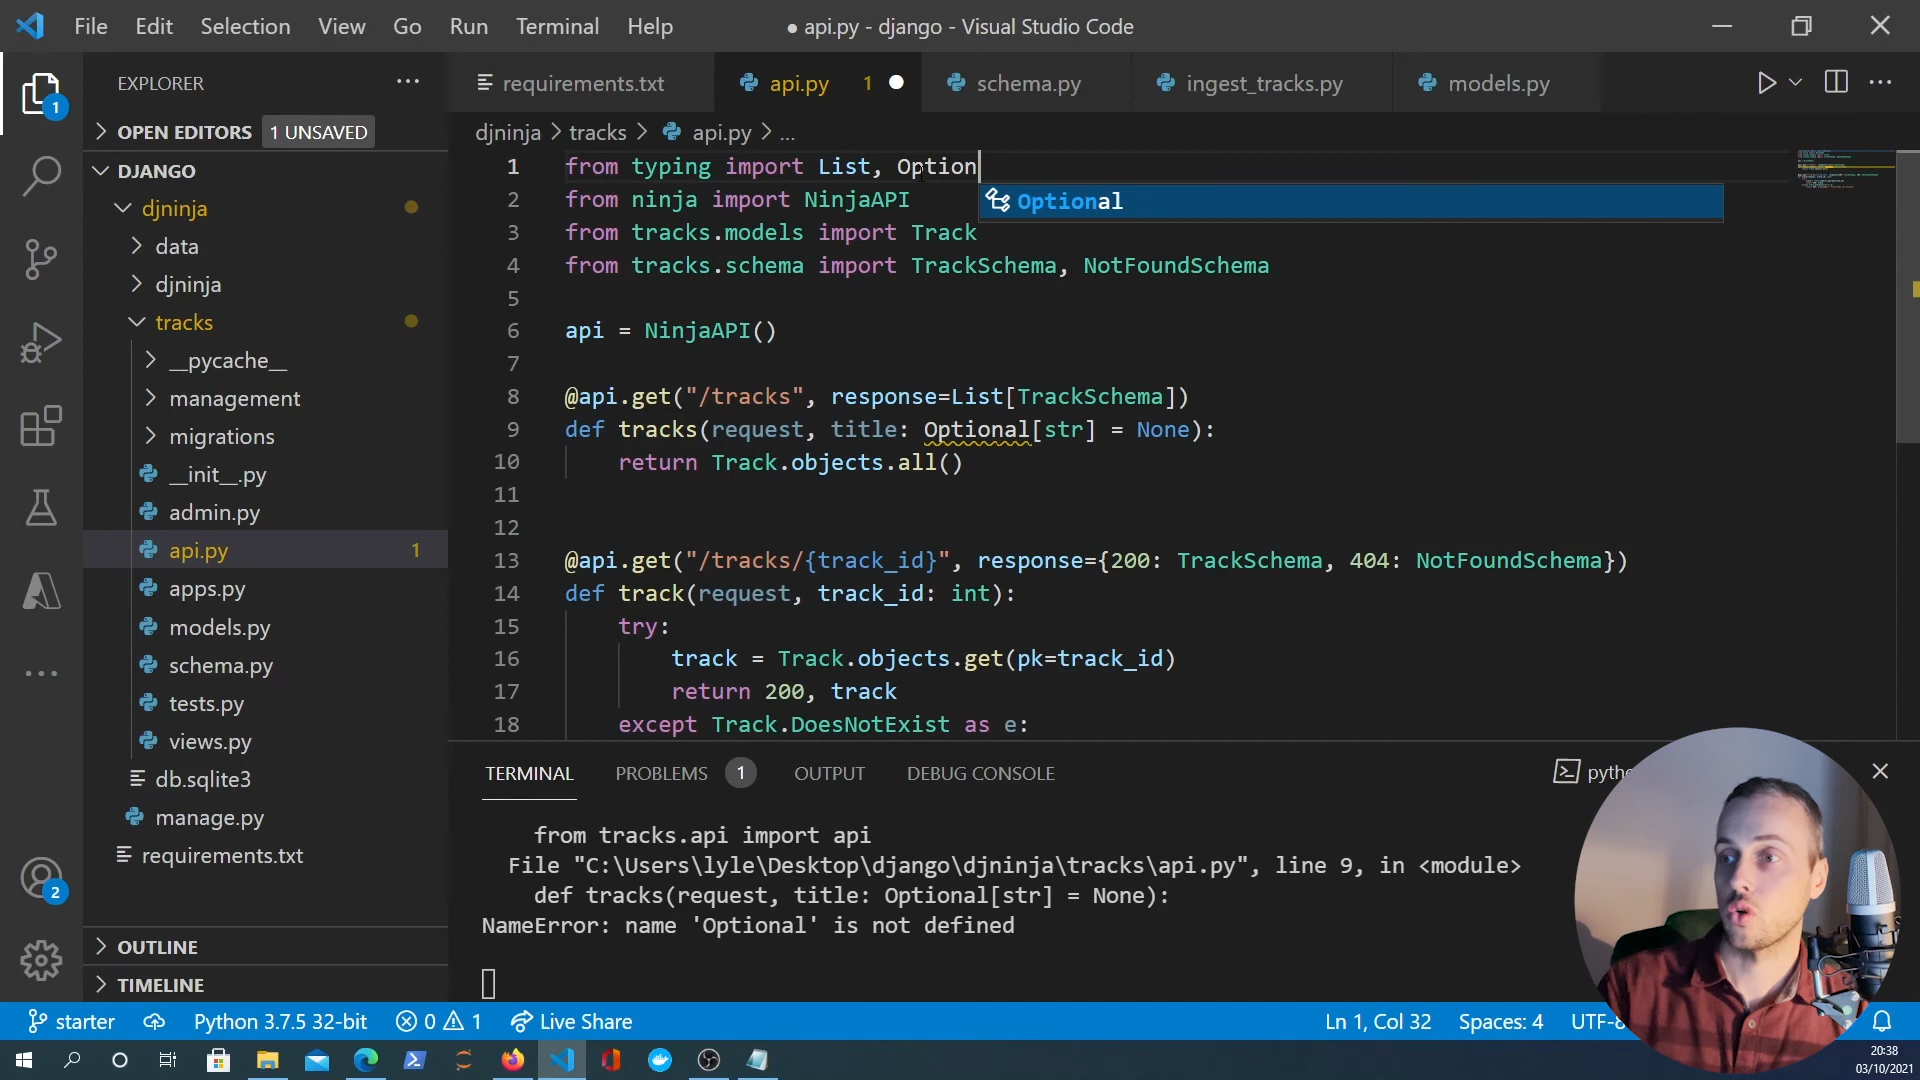 File Edit Selection View Go Run Terminal Help
● api.py - django - Visual Studio Code
EXPLORER
OPEN EDITORS 1 UNSAVED
DJANGO
djninja
data
djninja
tracks
__pycache__
management
migrations
__init__.py
admin.py
api.py 1
apps.py
models.py
schema.py
tests.py
views.py
db.sqlite3
manage.py
requirements.txt
OUTLINE
TIMELINE
1
2
requirements.txt api.py 1 schema.py ingest_tracks.py models.py
djninja > tracks > api.py > ...
1 from typing import List, Option
Optional
2 from ninja import NinjaAPI
3 from tracks.models import Track
4 from tracks.schema import TrackSchema, NotFoundSchema
5
6 api = NinjaAPI()
7
8 @api.get("/tracks", response=List[TrackSchema])
9 def tracks(request, title: Optional[str] = None):
10 return Track.objects.all()
11
12
13 @api.get("/tracks/{track_id}", response={200: TrackSchema, 404: NotFoundSchema})
14 def track(request, track_id: int):
15 try:
16 track = Track.objects.get(pk=track_id)
17 return 200, track
18 except Track.DoesNotExist as e:
TERMINAL PROBLEMS 1 OUTPUT DEBUG CONSOLE
from tracks.api import api
File "C:\Users\lyle\Desktop\django\djninja\tracks\api.py", line 9, in <module>
def tracks(request, title: Optional[str] = None):
NameError: name 'Optional' is not defined
starter Python 3.7.5 32-bit 0 1 Live Share Ln 1, Col 32 Spaces: 4
20:38
03/10/2021